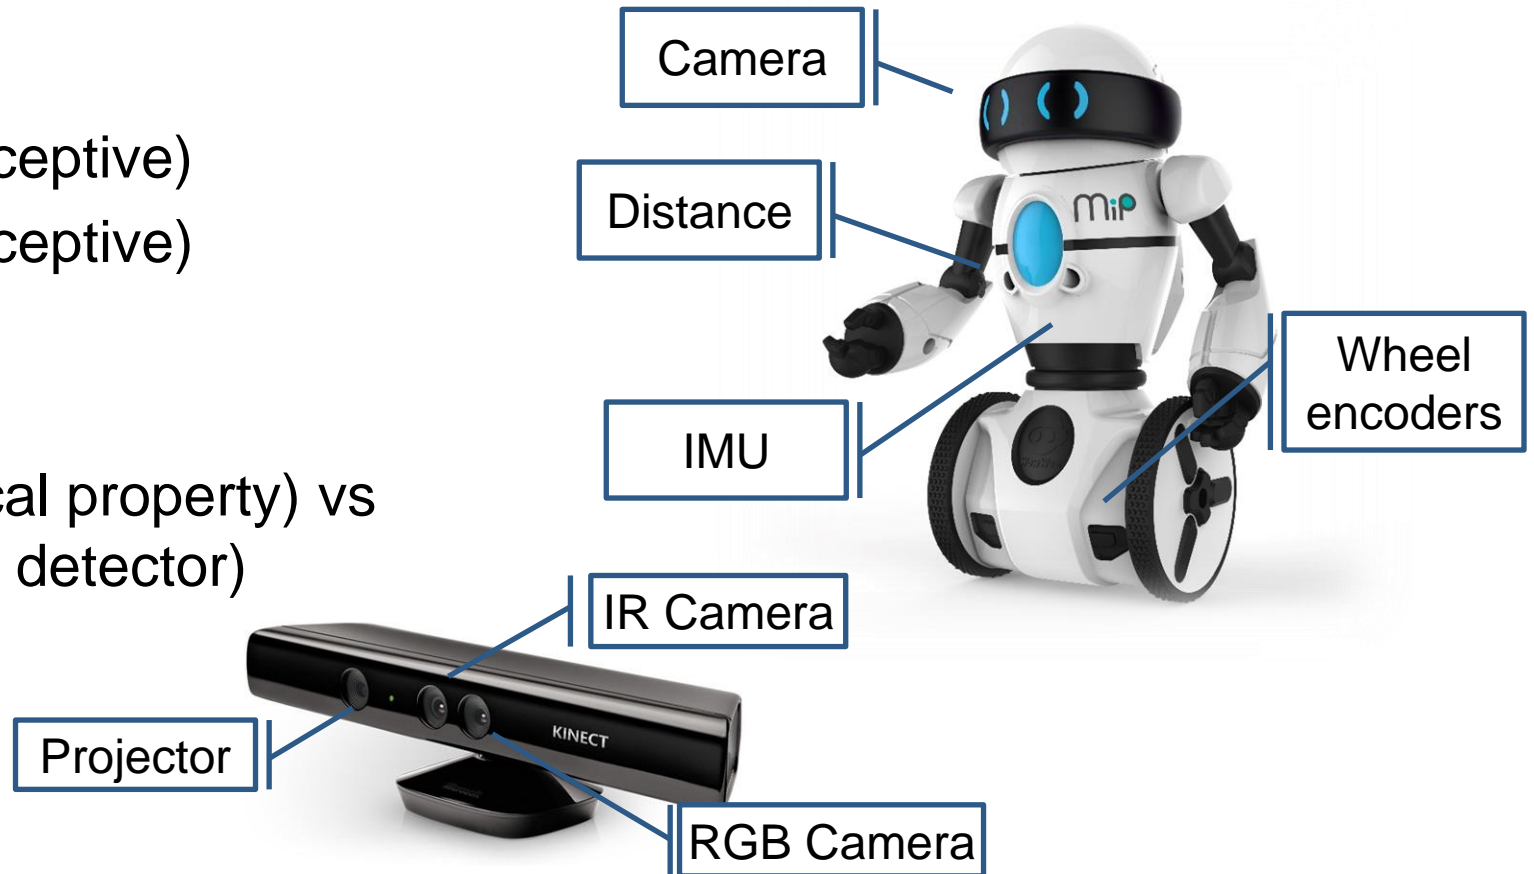 Camera
ceptive)
Distance
MiP
ceptive)
Wheel
encoders
IMU
cal property) vs
detector)
IR Camera
KINECT
Projector
RGB Camera